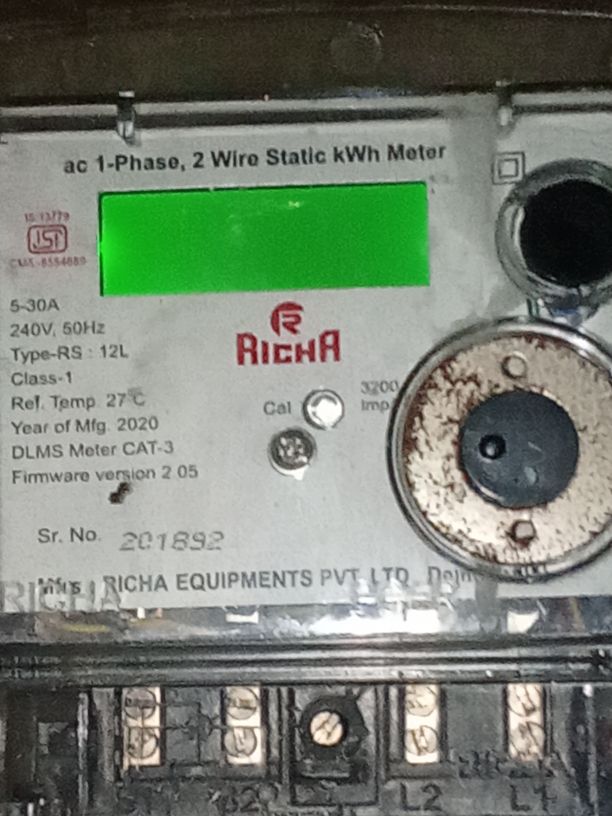 ac 1-Phase, 2 Wire Static kWh Meter
IS 13779
ISI
5-30A
240V, 50Hz
Type-RS : 12L
Class-1
Ref. Temp. 27°C
Year of Mfg. 2020
DLMS Meter CAT-3
Firmware version 2.05
RICHA
Cal
3200
Imp
Sr. No. 201892
RICHA EQUIPMENTS PVT. LTD.
RICHA
L2 L1